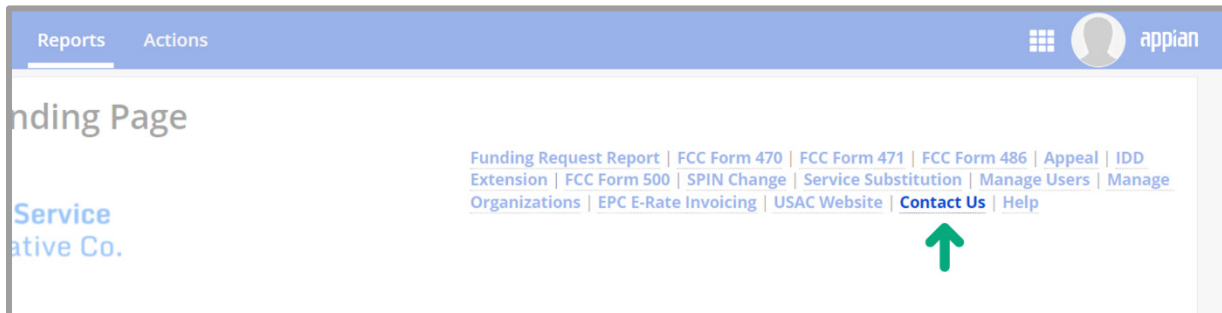 Reports Actions appian
nding Page
Funding Request Report | FCC Form 470 | FCC Form 471 | FCC Form 486 | Appeal | IDD
Extension | FCC Form 500 | SPIN Change | Service Substitution | Manage Users | Manage
Organizations | EPC E-Rate Invoicing | USAC Website | Contact Us | Help
Service
ative Co.